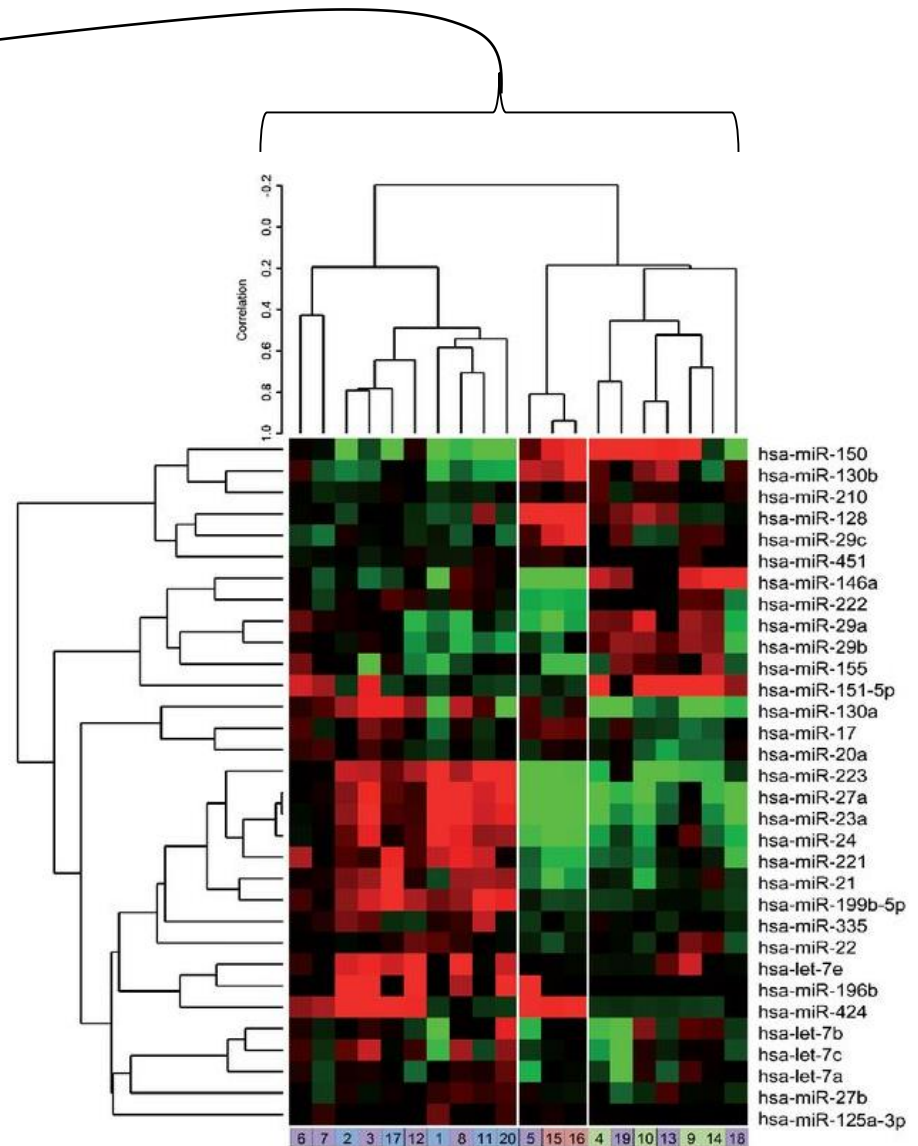 -0.2
0.0
0.2
0.4
0.6
0.8
1.0
Correlation
hsa-miR-150
hsa-miR-130b
hsa-miR-210
hsa-miR-128
hsa-miR-29c
hsa-miR-451
hsa-miR-146a
hsa-miR-222
hsa-miR-29a
hsa-miR-29b
hsa-miR-155
hsa-miR-151-5p
hsa-miR-130a
hsa-miR-17
hsa-miR-20a
hsa-miR-223
hsa-miR-27a
hsa-miR-23a
hsa-miR-24
hsa-miR-221
hsa-miR-21
hsa-miR-199b-5p
hsa-miR-335
hsa-miR-22
hsa-let-7e
hsa-miR-196b
hsa-miR-424
hsa-let-7b
hsa-let-7c
hsa-let-7a
hsa-miR-27b
hsa-miR-125a-3p
6 7 2 3 17 12 1 8 11 20 5 15 16 4 19 10 13 9 14 18